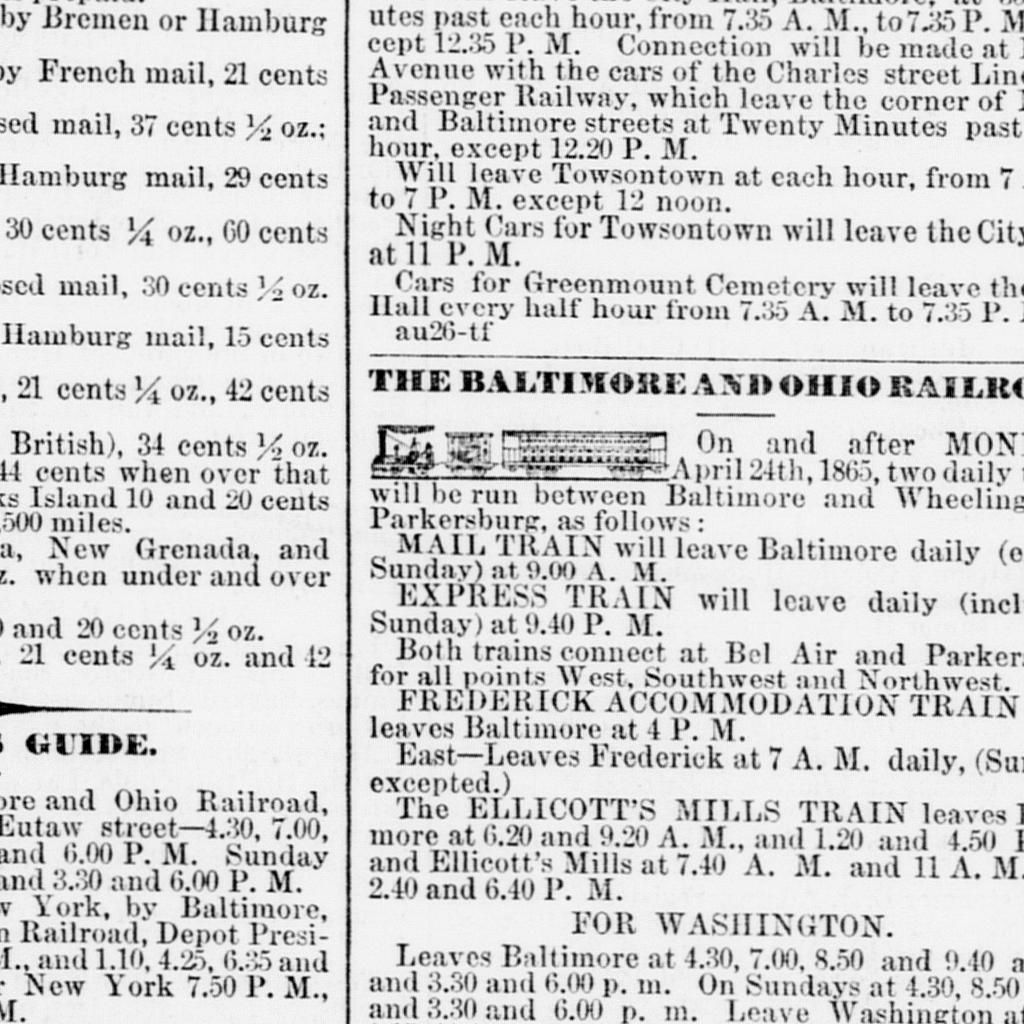 by Bremen or Hamburg
by French mail, 21 cents
sed mail, 37 cents ½ oz.;
Hamburg mail, 29 cents
30 cents ¼ oz., 60 cents
osed mail, 30 cents ½ oz.
Hamburg mail, 15 cents
, 21 cents ¼ oz., 42 cents
British), 34 cents ½ oz.
44 cents when over that
ks Island 10 and 20 cents
,500 miles.
a, New Grenada, and
z. when under and over
0 and 20 cents ½ oz.
21 cents ¼ oz. and 42
GUIDE.
ore and Ohio Railroad,
Eutaw street—4.30, 7.00,
and 6.00 P. M. Sunday
and 3.30 and 6.00 P. M.
w York, by Baltimore,
n Railroad, Depot Presi-
M., and 1.10, 4.25, 6.35 and
r New York 7.50 P. M.,
M.
utes past each hour, from 7.35 A. M., to 7.35 P. M
cept 12.35 P. M. Connection will be made at
Avenue with the cars of the Charles street Line
Passenger Railway, which leave the corner of
and Baltimore streets at Twenty Minutes past
hour, except 12.20 P. M.
Will leave Towsontown at each hour, from 7
to 7 P. M. except 12 noon.
Night Cars for Towsontown will leave the City
at 11 P. M.
Cars for Greenmount Cemetery will leave the
Hall every half hour from 7.35 A. M. to 7.35 P.
au26-tf
THE BALTIMORE AND OHIO RAILRO
On and after MON
April 24th, 1865, two daily
will be run between Baltimore and Wheeling
Parkersburg, as follows:
MAIL TRAIN will leave Baltimore daily (e
Sunday) at 9.00 A. M.
EXPRESS TRAIN will leave daily (incl
Sunday) at 9.40 P. M.
Both trains connect at Bel Air and Parker
for all points West, Southwest and Northwest.
FREDERICK ACCOMMODATION TRAIN
leaves Baltimore at 4 P. M.
East—Leaves Frederick at 7 A. M. daily, (Sun
excepted.)
The ELLICOTT'S MILLS TRAIN leaves
more at 6.20 and 9.20 A. M., and 1.20 and 4.50
and Ellicott's Mills at 7.40 A. M. and 11 A. M.
2.40 and 6.40 P. M.
FOR WASHINGTON.
Leaves Baltimore at 4.30, 7.00, 8.50 and 9.40 a
and 3.30 and 6.00 p. m. On Sundays at 4.30, 8.50
and 3.30 and 6.00 p. m. Leave Washington a